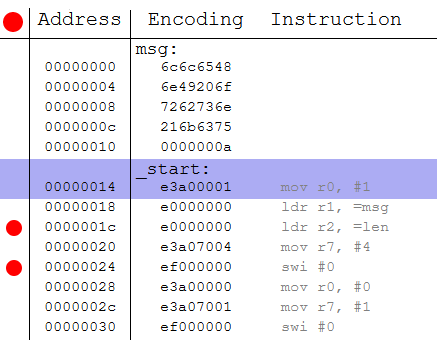 Address Encoding Instruction
msg:
00000000 6c6c6548
00000004 6e49206f
00000008 7262736e
0000000c 216b6375
00000010 0000000a
_start:
00000014 e3a00001 mov r0, #1
00000018 e0000000 ldr r1, =msg
0000001c e0000000 ldr r2, =len
00000020 e3a07004 mov r7, #4
00000024 ef000000 swi #0
00000028 e3a00000 mov r0, #0
0000002c e3a07001 mov r7, #1
00000030 ef000000 swi #0